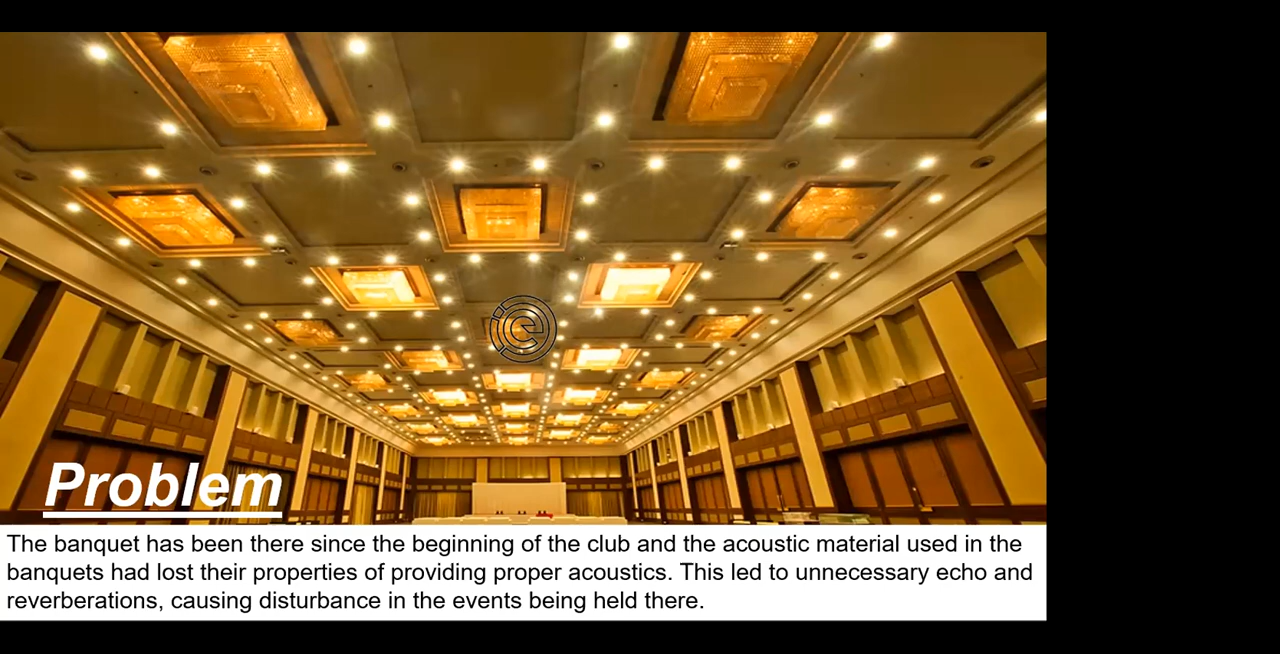 Problem
The banquet has been there since the beginning of the club and the acoustic material used in the
banquets had lost their properties of providing proper acoustics. This led to unnecessary echo and
reverberations, causing disturbance in the events being held there.